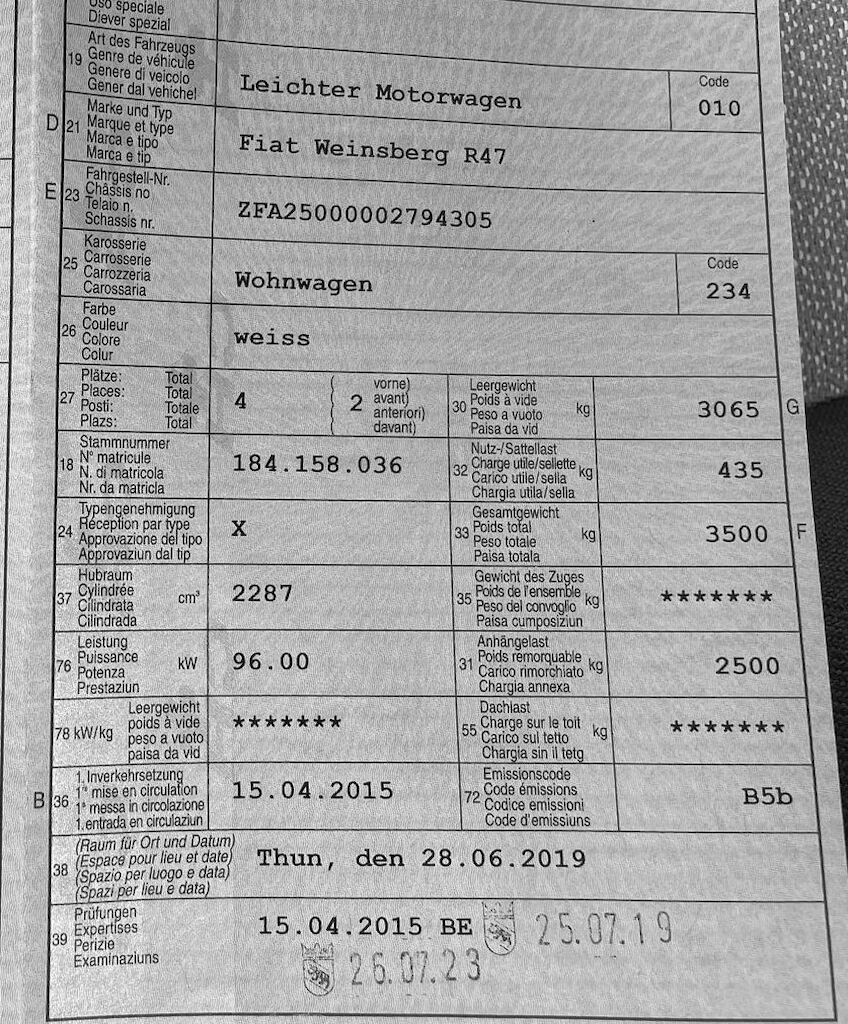 Uso speciale
Diever spezial
19
Art des Fahrzeugs
Genre de véhicule
Genere di veicolo
Gener dal vehichel
Leichter Motorwagen
Code
010
D
21
Marke und Typ
Marque et type
Marca e tipo
Marca e tip
Fiat Weinsberg R47
E
23
Fahrgestell-Nr.
Châssis no
Telaio n.
Schassis nr.
ZFA25000002794305
25
Karosserie
Carrosserie
Carrozzeria
Carossaria
Wohnwagen
Code
234
26
Farbe
Couleur
Colore
Colur
weiss
27
Plätze: Total
Places: Total
Posti: Totale
Plazs: Total
4
( 2 vorne)
( avant)
( anteriori)
( davant)
30
Leergewicht
Poids à vide
Peso a vuoto
Paisa da vid
kg
3065
G
18
Stammnummer
N° matricule
N. di matricola
Nr. da matricla
184.158.036
32
Nutz-/Sattellast
Charge utile/sellette
Carico utile/sella
Chargia utila/sella
kg
435
24
Typengenehmigung
Réception par type
Approvazione del tipo
Approvaziun dal tip
X
33
Gesamtgewicht
Poids total
Peso totale
Paisa totala
kg
3500
F
37
Hubraum
Cylindrée
Cilindrata
Cilindrada
cm³
2287
35
Gewicht des Zuges
Poids de l'ensemble
Peso del convoglio
Paisa cumposiziun
kg
*******
76
Leistung
Puissance
Potenza
Prestaziun
kW
96.00
31
Anhängelast
Poids remorquable
Carico rimorchiato
Chargia annexa
kg
2500
78 kW/kg
Leergewicht
poids à vide
peso a vuoto
paisa da vid
*******
55
Dachlast
Charge sur le toit
Carico sul tetto
Chargia sin il tetg
kg
*******
B
36
1. Inverkehrsetzung
1re mise en circulation
1a messa in circolazione
1. entrada en circulaziun
15.04.2015
72
Emissionscode
Code émissions
Codice emissioni
Code d'emissiuns
B5b
38
(Raum für Ort und Datum)
(Espace pour lieu et date)
(Spazio per luogo e data)
(Spazi per lieu e data)
Thun, den 28.06.2019
39
Prüfungen
Expertises
Perizie
Examinaziuns
15.04.2015 BE
25.07.19
26.07.23